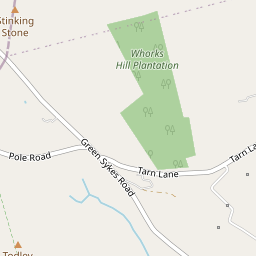 Stinking
Stone
Whorks
Hill Plantation
Green Sykes Road
Pole Road
Tarn Lane
Tarn La
Todley